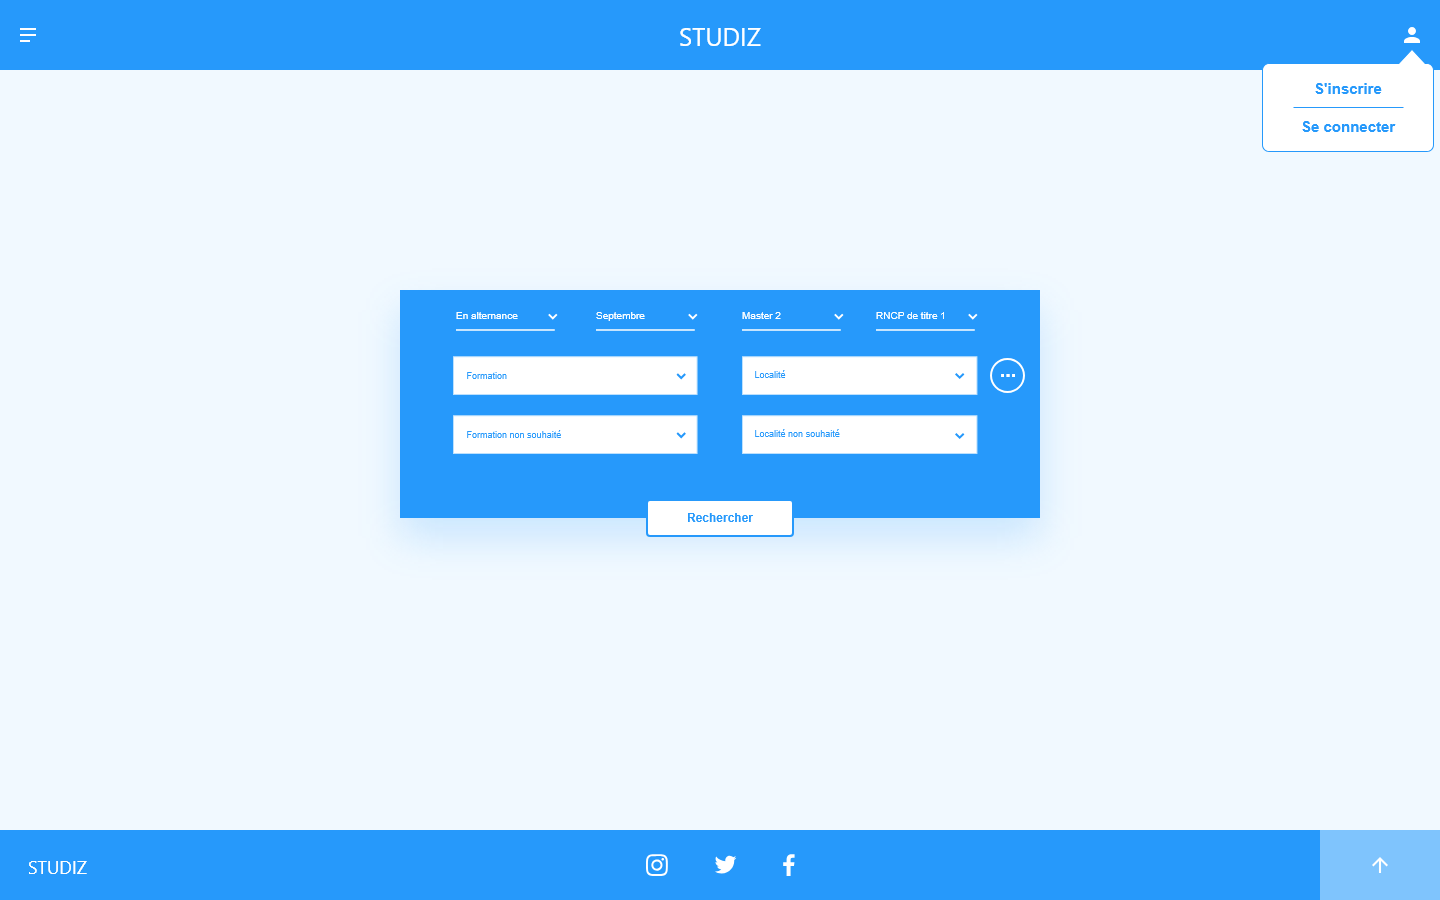 STUDIZ
S'inscrire
Se connecter
En alternance
Septembre
Master 2
RNCP de titre 1
Formation
Localité
Formation non souhaité
Localité non souhaité
Rechercher
STUDIZ